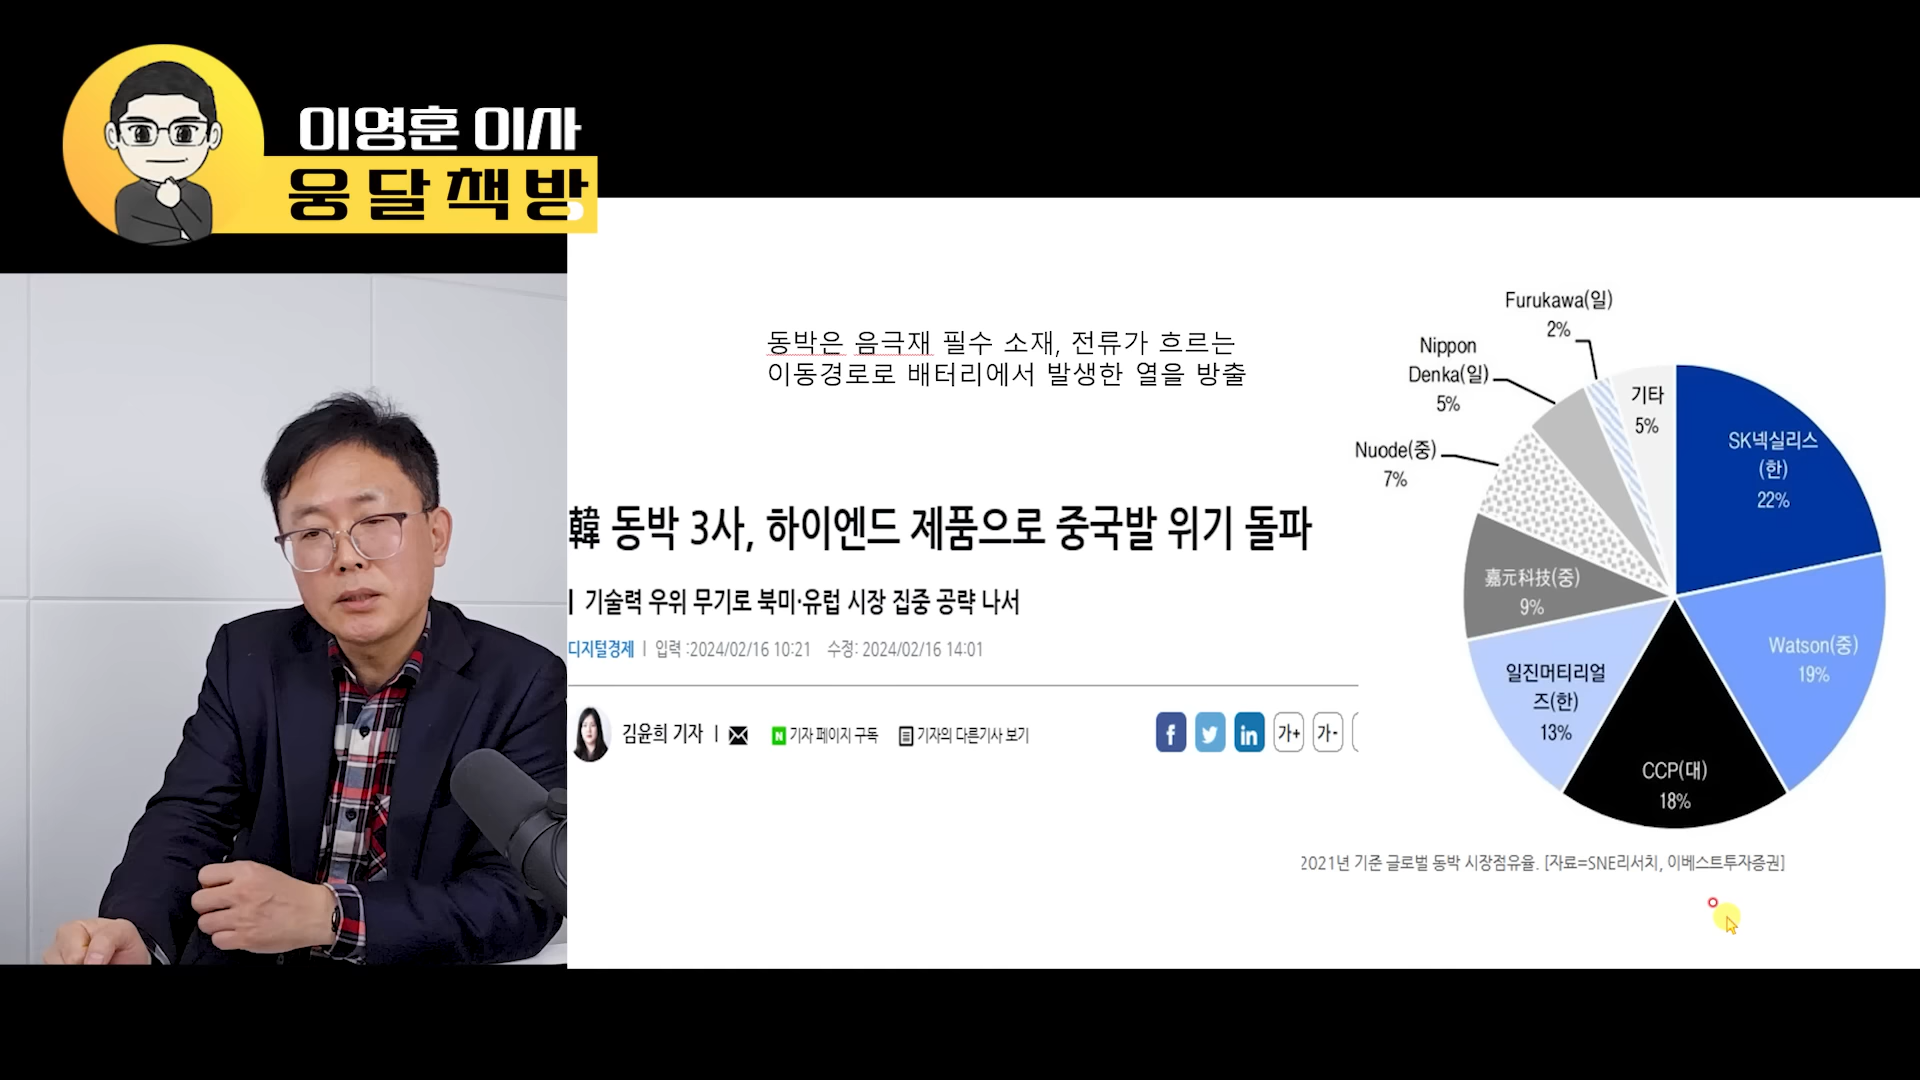 이영훈 이사
웅달책방
동박은 음극재 필수 소재, 전류가 흐르는
이동경로로 배터리에서 발생한 열을 방출
韓 동박 3사, 하이엔드 제품으로 중국발 위기 돌파
기술력 우위 무기로 북미·유럽 시장 집중 공략 나서
디지털경제 | 입력 :2024/02/16 10:21 수정: 2024/02/16 14:01
김윤희 기자 | N 기자 페이지 구독 기자의 다른기사 보기
f in 가+ 가-
Furukawa(일)
2%
Nippon
Denka(일)
5%
Nuode(중)
7%
기타
5%
SK넥실리스
(한)
22%
Watson(중)
19%
CCP(대)
18%
일진머티리얼
즈(한)
13%
嘉元科技(중)
9%
2021년 기준 글로벌 동박 시장점유율. [자료=SNE리서치, 이베스트투자증권]